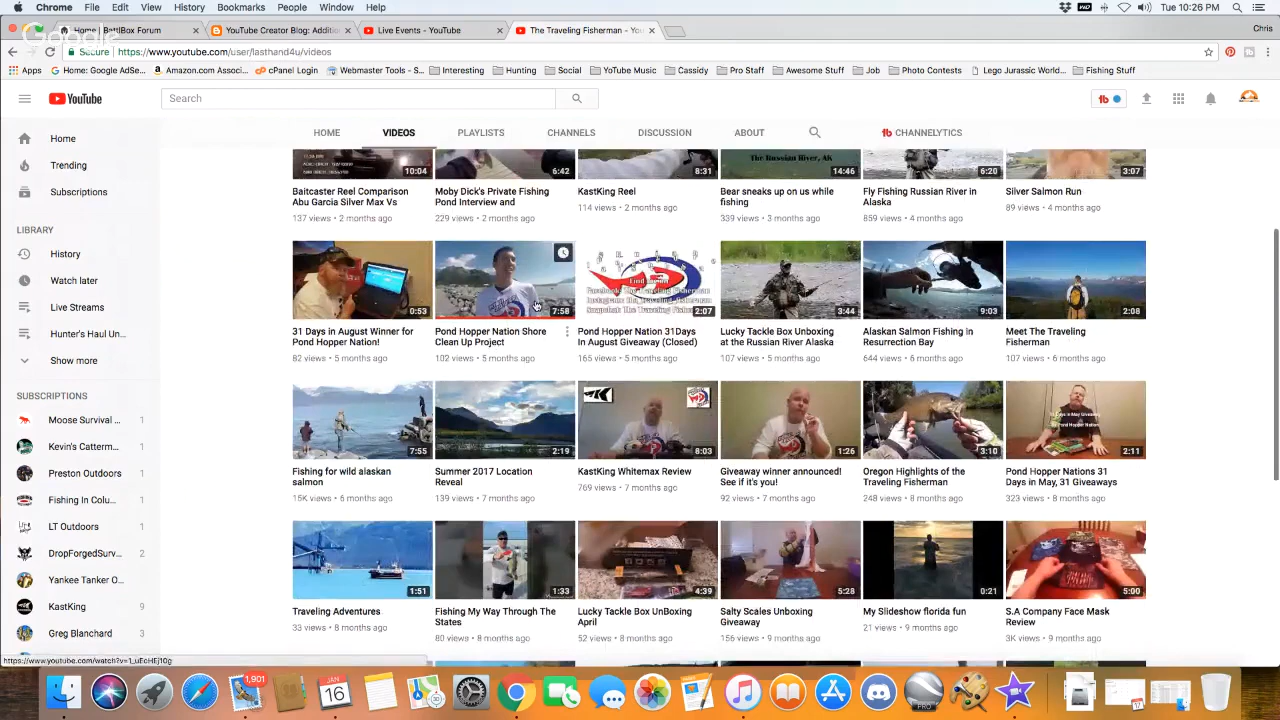 Chrome File Edit View History Bookmarks People Window Help Tue 10:26 PM
Home | BattlBox Forum YouTube Creator Blog: Additions Live Events - YouTube The Traveling Fisherman - You Chris
Secure https://www.youtube.com/user/lasthand4u/videos
Apps Home: Google AdSe... Amazon.com Associ... cPanel Login Webmaster Tools - S... Interesting Hunting Social YoTube Music Cassidy Pro Staff Awesome Stuff Job Photo Contests Lego Jurassic World... Fishing Stuff
YouTube Search
HOME VIDEOS PLAYLISTS CHANNELS DISCUSSION ABOUT CHANNELYTICS
Home
Trending
Subscriptions
LIBRARY
History
Watch later
Live Streams
Hunter's Haul Un...
Show more
SUBSCRIPTIONS
Moose Survival ... 1
Kevin's Catterm... 1
Preston Outdoors 1
Fishing In Colu... 1
LT Outdoors 1
DropForgedSurv... 2
Yankee Tanker O...
KastKing 9
Greg Blanchard 3
10:04 6:42 8:31 The Russian River, AK 14:46 6:20 3:07
Baitcaster Reel Comparison Abu Garcia Silver Max Vs
137 views • 2 months ago
Moby Dick's Private Fishing Pond Interview and
229 views • 2 months ago
KastKing Reel
114 views • 2 months ago
Bear sneaks up on us while fishing
339 views • 3 months ago
Fly Fishing Russian River in Alaska
859 views • 4 months ago
Silver Salmon Run
89 views • 4 months ago
0:53 7:58 2:07 3:44 9:03 2:08
31 Days in August Winner for Pond Hopper Nation!
82 views • 5 months ago
Pond Hopper Nation Shore Clean Up Project
102 views • 5 months ago
Pond Hopper Nation 31Days In August Giveaway (Closed)
165 views • 5 months ago
Lucky Tackle Box Unboxing at the Russian River Alaska
107 views • 5 months ago
Alaskan Salmon Fishing in Resurrection Bay
644 views • 6 months ago
Meet The Traveling Fisherman
107 views • 6 months ago
7:55 2:19 8:03 1:26 3:10 2:11
Fishing for wild alaskan salmon
15K views • 6 months ago
Summer 2017 Location Reveal
139 views • 7 months ago
KastKing Whitemax Review
769 views • 7 months ago
Giveaway winner announced! See if it's you!
92 views • 7 months ago
Oregon Highlights of the Traveling Fisherman
248 views • 8 months ago
Pond Hopper Nations 31 Days in May, 31 Giveaways
323 views • 8 months ago
1:51 1:33 4:39 5:28 0:21 5:00
Traveling Adventures
33 views • 8 months ago
Fishing My Way Through The States
80 views • 8 months ago
Lucky Tackle Box UnBoxing April
52 views • 8 months ago
Salty Scales Unboxing Giveaway
156 views • 9 months ago
My Slideshow florida fun
21 views • 9 months ago
S.A Company Face Mask Review
3K views • 9 months ago
1,901 JAN 16 PRO